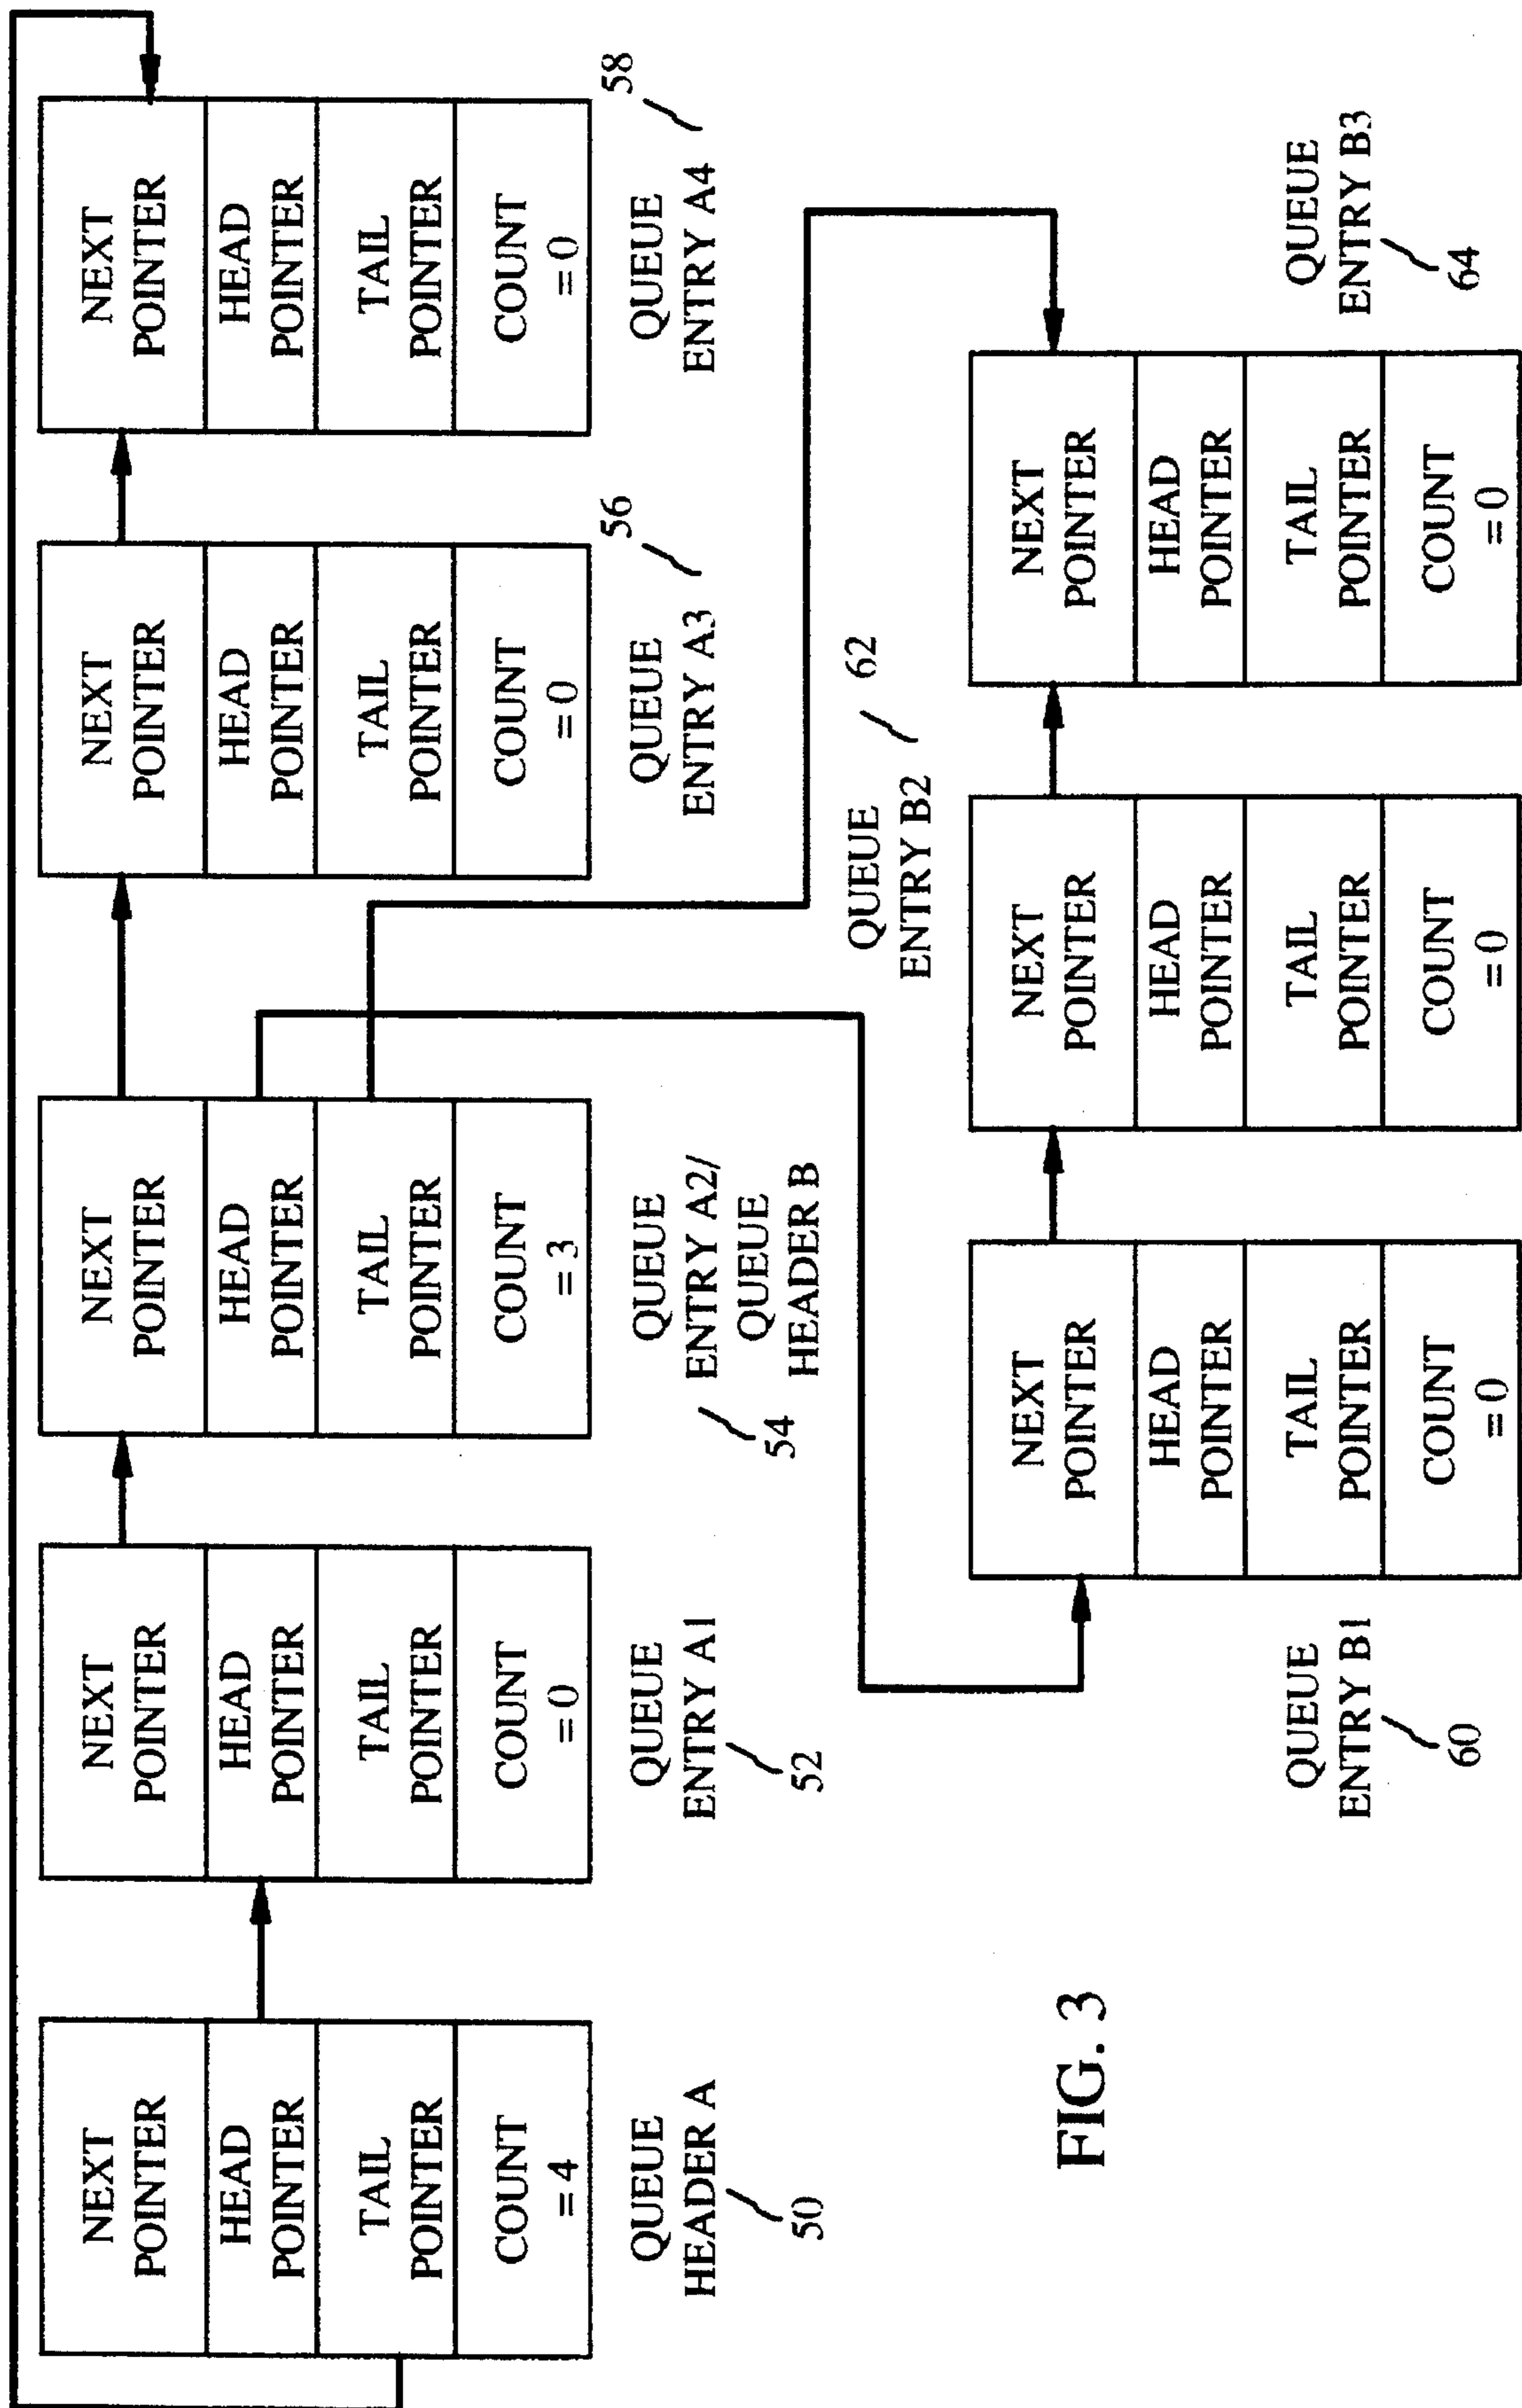 NEXT
POINTER
HEAD
POINTER
TAIL
POINTER
COUNT
= 4
QUEUE
HEADER A
50
NEXT
POINTER
HEAD
POINTER
TAIL
POINTER
COUNT
= 0
QUEUE
ENTRY A1
52
NEXT
POINTER
HEAD
POINTER
TAIL
POINTER
COUNT
= 3
QUEUE
ENTRY A2/
QUEUE
HEADER B
54
NEXT
POINTER
HEAD
POINTER
TAIL
POINTER
COUNT
= 0
QUEUE
ENTRY A3
56
NEXT
POINTER
HEAD
POINTER
TAIL
POINTER
COUNT
= 0
QUEUE
ENTRY A4
58
NEXT
POINTER
HEAD
POINTER
TAIL
POINTER
COUNT
= 0
QUEUE
ENTRY B1
60
QUEUE
ENTRY B2
62
NEXT
POINTER
HEAD
POINTER
TAIL
POINTER
COUNT
= 0
NEXT
POINTER
HEAD
POINTER
TAIL
POINTER
COUNT
= 0
QUEUE
ENTRY B3
64
FIG. 3